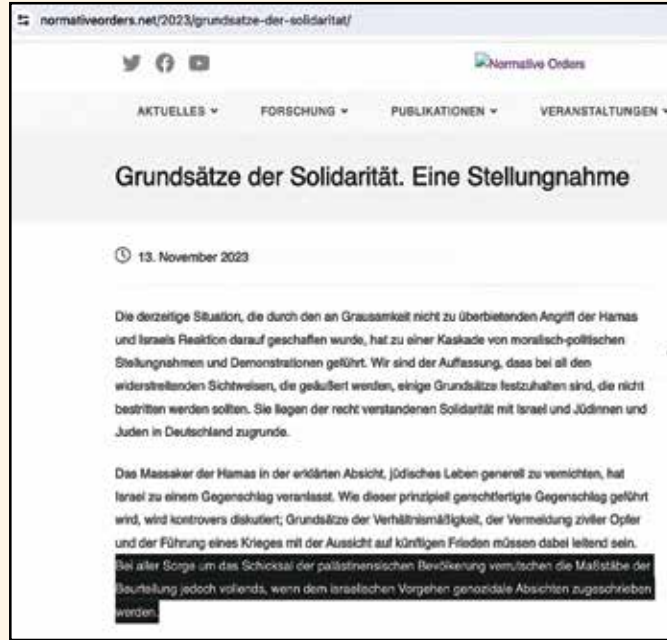 normativeorders.net/2023/grundsatze-der-solidaritat/
Normative Orders
AKTUELLES FORSCHUNG PUBLIKATIONEN VERANSTALTUNGEN
Grundsätze der Solidarität. Eine Stellungnahme
13. November 2023
Die derzeitige Situation, die durch den an Grausamkeit nicht zu überbietenden Angriff der Hamas
und Israels Reaktion darauf geschaffen wurde, hat zu einer Kaskade von moralisch-politischen
Stellungnahmen und Demonstrationen geführt. Wir sind der Auffassung, dass bei all den
widerstreitenden Sichtweisen, die geäußert werden, einige Grundsätze festzuhalten sind, die nicht
bestritten werden sollten. Sie liegen der recht verstandenen Solidarität mit Israel und Jüdinnen und
Juden in Deutschland zugrunde.
Das Massaker der Hamas in der erklärten Absicht, jüdisches Leben generell zu vernichten, hat
Israel zu einem Gegenschlag veranlasst. Wie dieser prinzipiell gerechtfertigte Gegenschlag geführt
wird, wird kontrovers diskutiert; Grundsätze der Verhältnismäßigkeit, der Vermeidung ziviler Opfer
und der Führung eines Krieges mit der Aussicht auf künftigen Frieden müssen dabei leitend sein.
Bei aller Sorge um das Schicksal der palästinensischen Bevölkerung verrutschen die Maßstäbe der
Beurteilung jedoch vollends, wenn dem israelischen Vorgehen genozidale Absichten zugeschrieben
werden.